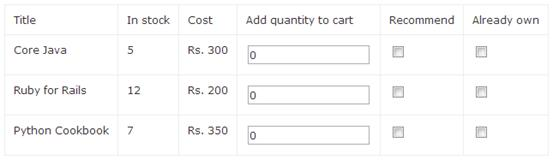 Title In stock Cost Add quantity to cart Recommend Already own
Core Java 5 Rs. 300 0
Ruby for Rails 12 Rs. 200 0
Python Cookbook 7 Rs. 350 0